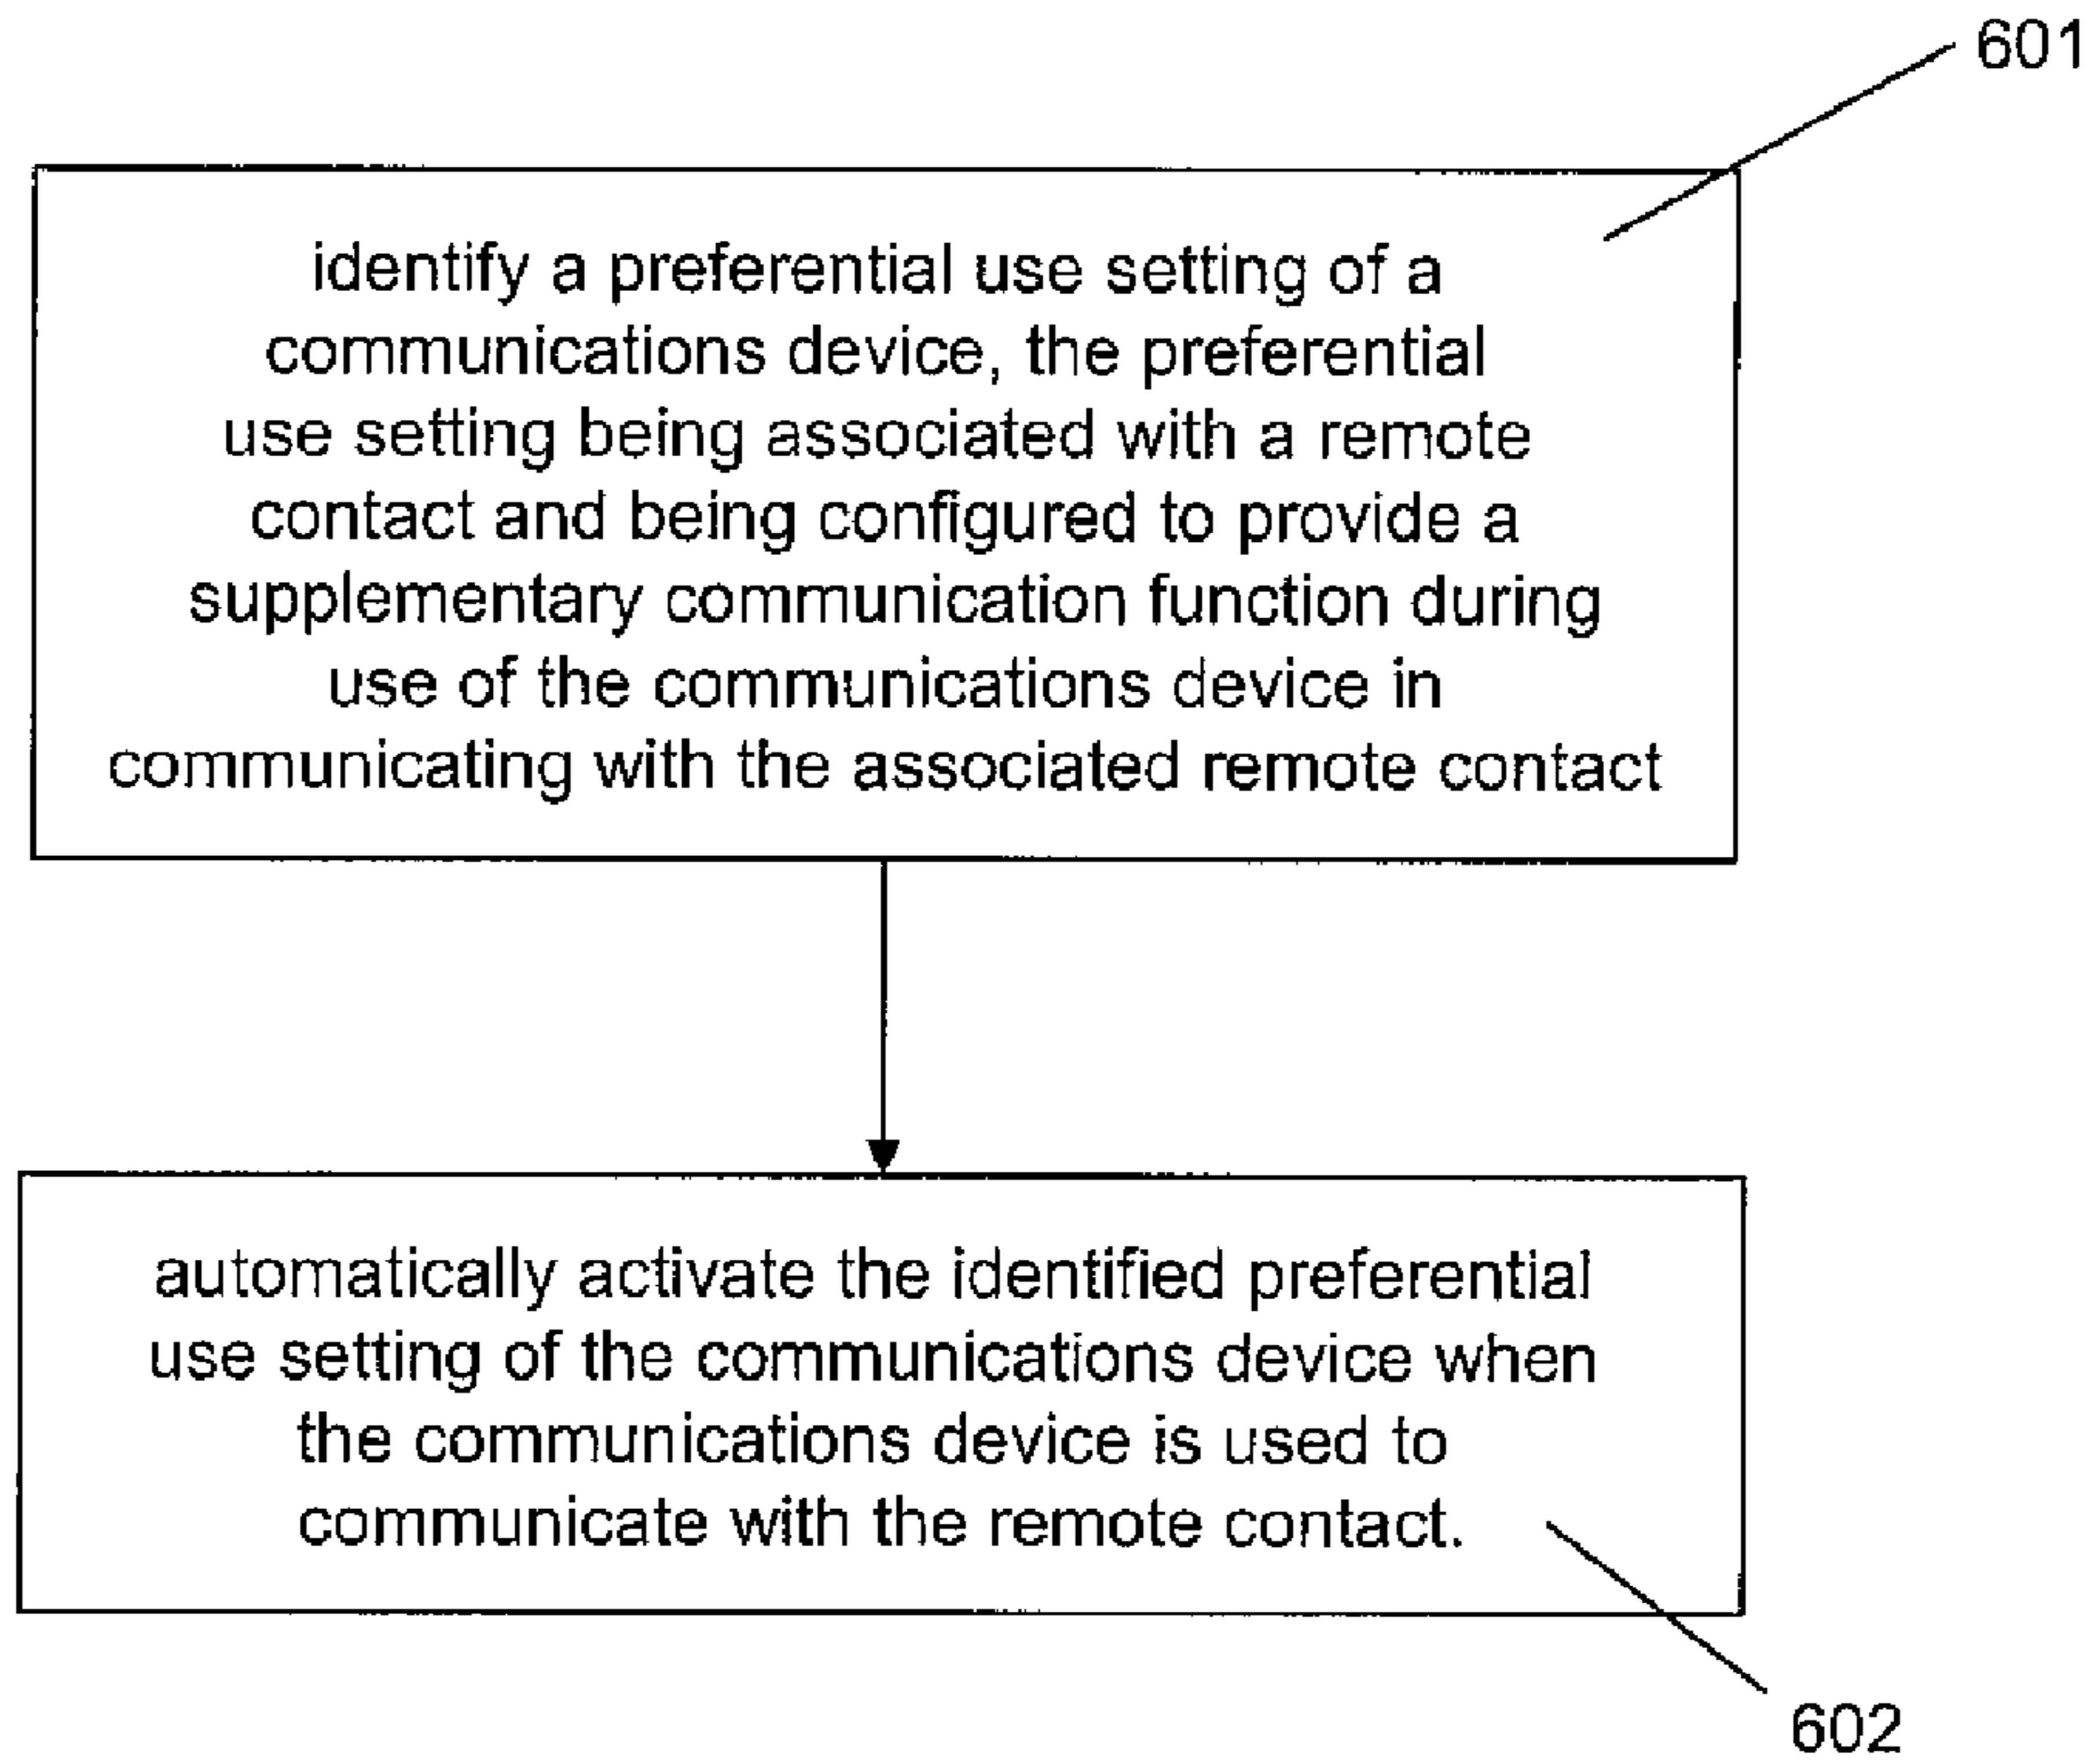 601
identify a preferential use setting of a
communications device, the preferential
use setting being associated with a remote
contact and being configured to provide a
supplementary communication function during
use of the communications device in
communicating with the associated remote contact
automatically activate the identified preferential
use setting of the communications device when
the communications device is used to
communicate with the remote contact.
602